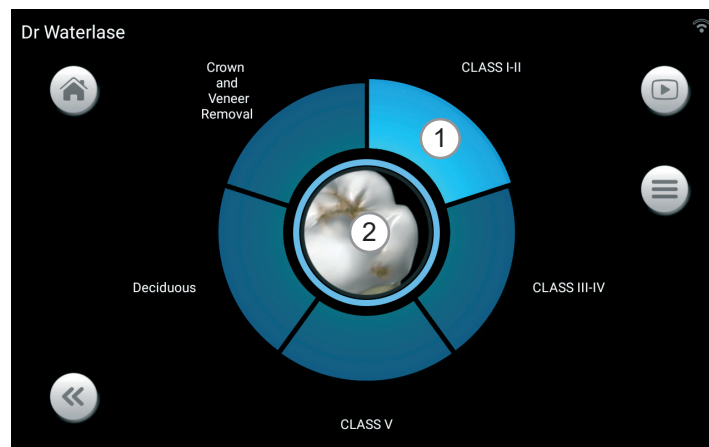 Dr Waterlase
Crown
and
Veneer
Removal
CLASS I-II
1
2
Deciduous
CLASS III-IV
CLASS V